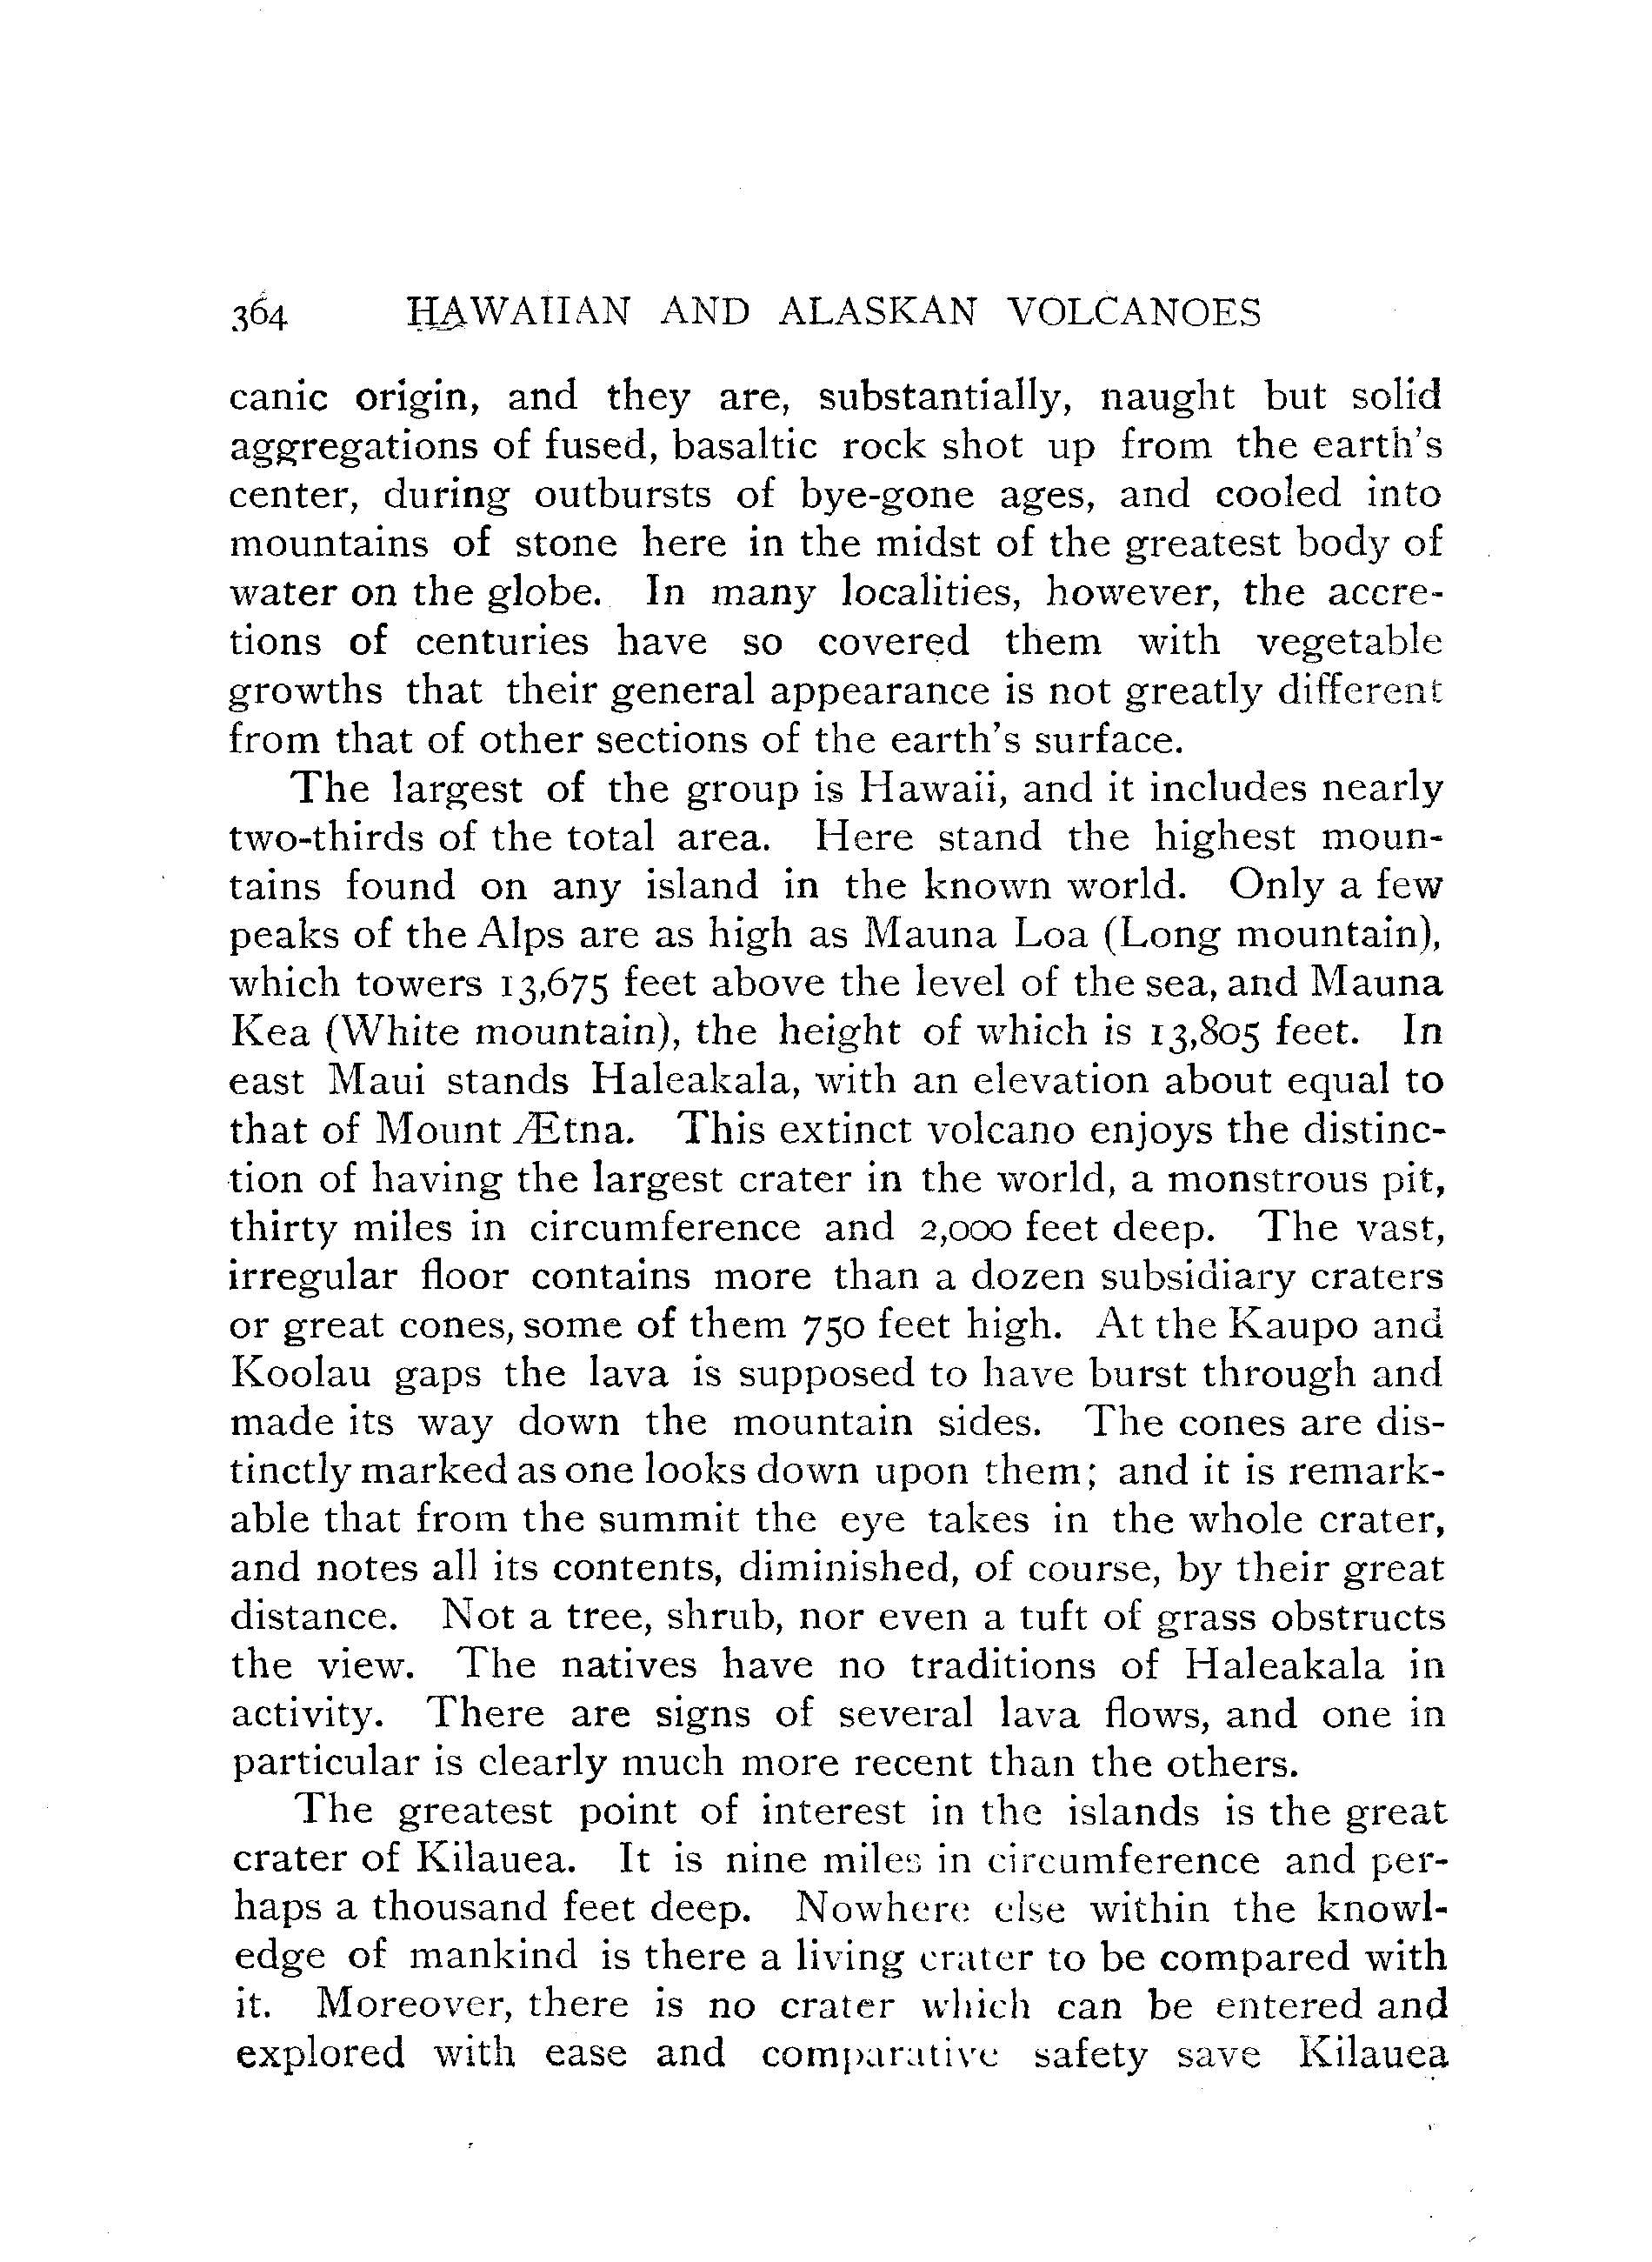 364 HAWAIIAN AND ALASKAN VOLCANOES
canic origin, and they are, substantially, naught but solid
aggregations of fused, basaltic rock shot up from the earth's
center, during outbursts of bye-gone ages, and cooled into
mountains of stone here in the midst of the greatest body of
water on the globe. In many localities, however, the accre-
tions of centuries have so covered them with vegetable
growths that their general appearance is not greatly different
from that of other sections of the earth's surface.
The largest of the group is Hawaii, and it includes nearly
two-thirds of the total area. Here stand the highest moun-
tains found on any island in the known world. Only a few
peaks of the Alps are as high as Mauna Loa (Long mountain),
which towers 13,675 feet above the level of the sea, and Mauna
Kea (White mountain), the height of which is 13,805 feet. In
east Maui stands Haleakala, with an elevation about equal to
that of Mount Ætna. This extinct volcano enjoys the distinc-
tion of having the largest crater in the world, a monstrous pit,
thirty miles in circumference and 2,000 feet deep. The vast,
irregular floor contains more than a dozen subsidiary craters
or great cones, some of them 750 feet high. At the Kaupo and
Koolau gaps the lava is supposed to have burst through and
made its way down the mountain sides. The cones are dis-
tinctly marked as one looks down upon them; and it is remark-
able that from the summit the eye takes in the whole crater,
and notes all its contents, diminished, of course, by their great
distance. Not a tree, shrub, nor even a tuft of grass obstructs
the view. The natives have no traditions of Haleakala in
activity. There are signs of several lava flows, and one in
particular is clearly much more recent than the others.
The greatest point of interest in the islands is the great
crater of Kilauea. It is nine miles in circumference and per-
haps a thousand feet deep. Nowhere else within the knowl-
edge of mankind is there a living crater to be compared with
it. Moreover, there is no crater which can be entered and
explored with ease and comparative safety save Kilauea